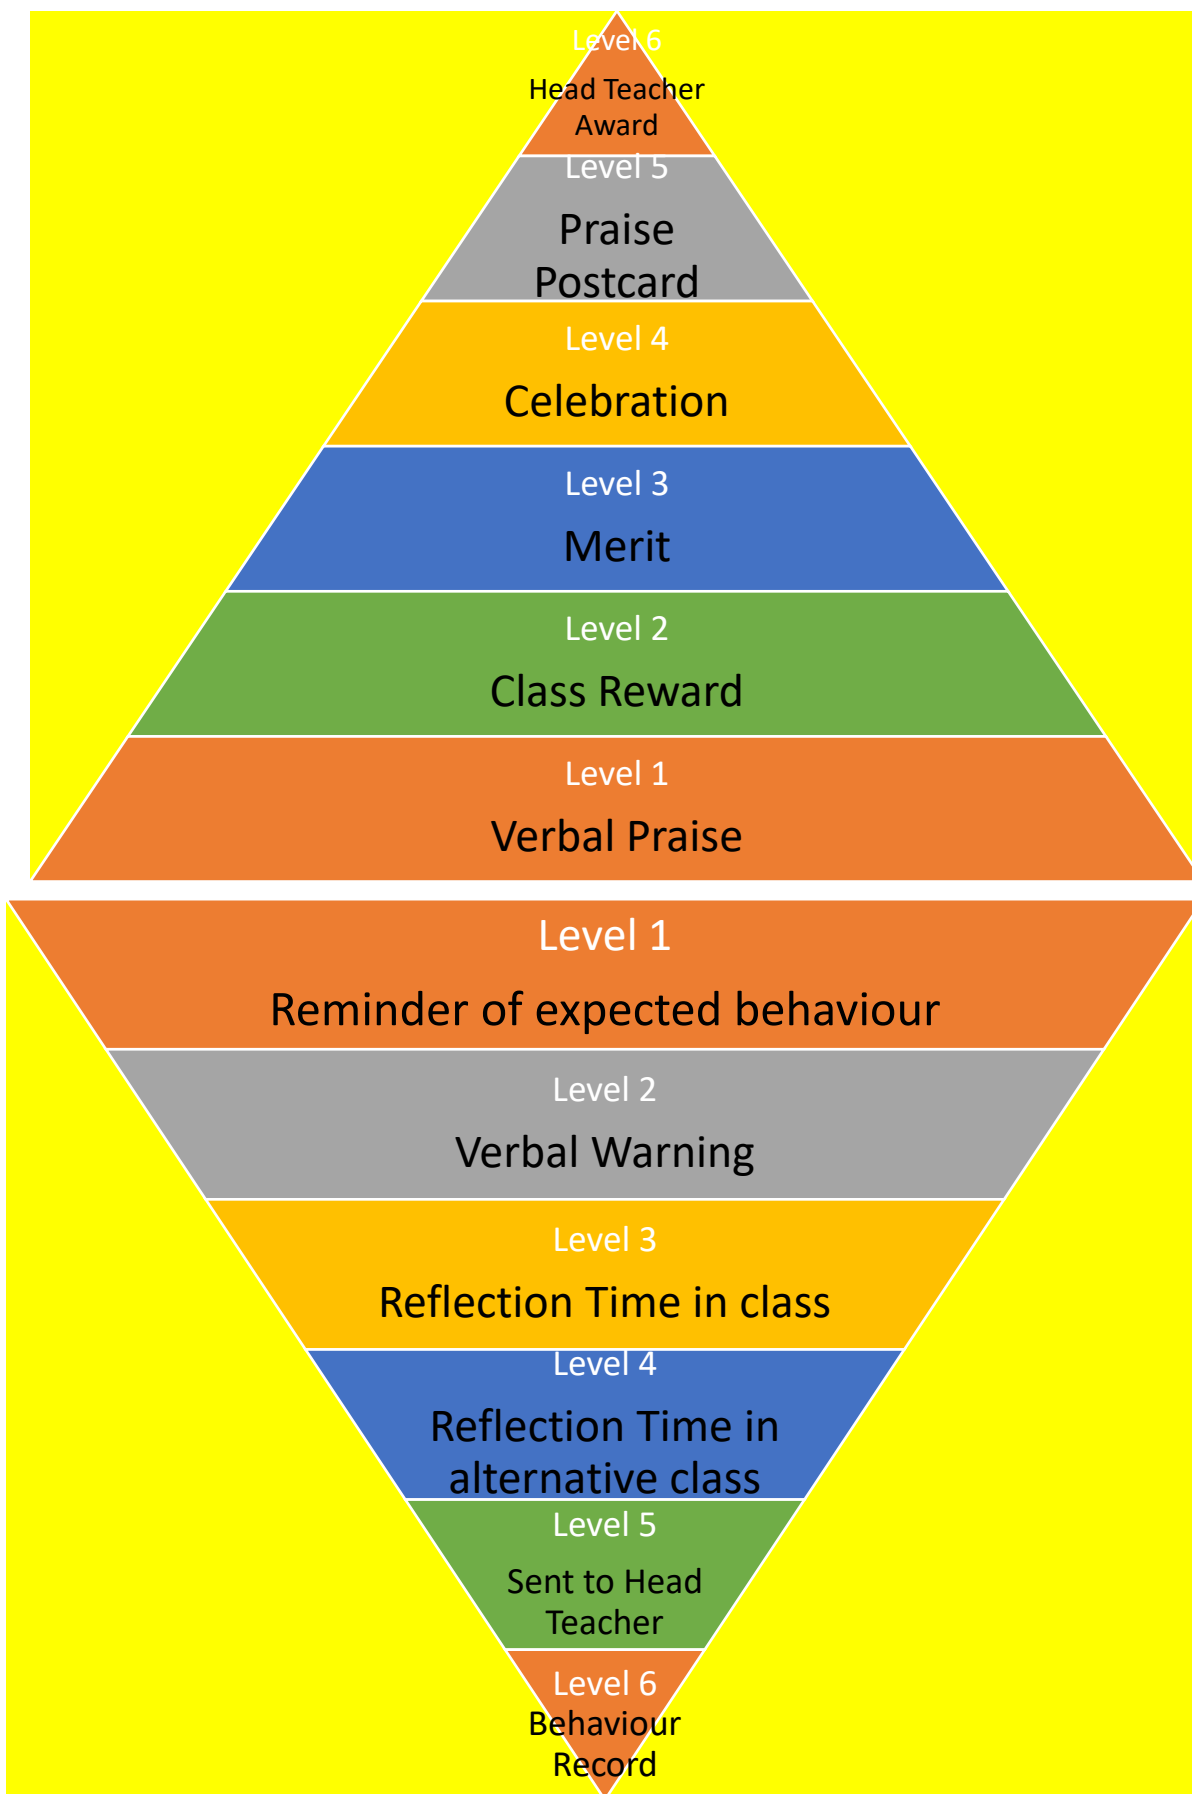 Level 6
Head Teacher
Award
Level 5
Praise
Postcard
Level 4
Celebration
Level 3
Merit
Level 2
Class Reward
Level 1
Verbal Praise
Level 1
Reminder of expected behaviour
Level 2
Verbal Warning
Level 3
Reflection Time in class
Level 4
Reflection Time in
alternative class
Level 5
Sent to Head
Teacher
Level 6
Behaviour
Record